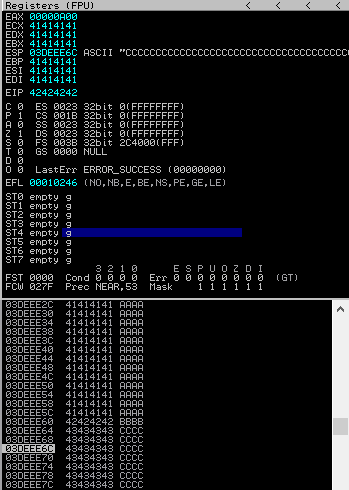 Registers (FPU) < < < <
EAX 00000A00
ECX 41414141
EDX 41414141
EBX 41414141
ESP 03DEEE6C ASCII "CCCCCCCCCCCCCCCCCCCCCCCCCCCCCCCCCCC
EBP 41414141
ESI 41414141
EDI 41414141
EIP 42424242
C 0 ES 0023 32bit 0(FFFFFFFF)
P 1 CS 001B 32bit 0(FFFFFFFF)
A 0 SS 0023 32bit 0(FFFFFFFF)
Z 1 DS 0023 32bit 0(FFFFFFFF)
S 0 FS 003B 32bit 2C4000(FFF)
T 0 GS 0000 NULL
D 0
O 0 LastErr ERROR_SUCCESS (00000000)
EFL 00010246 (NO,NB,E,BE,NS,PE,GE,LE)
ST0 empty g
ST1 empty g
ST2 empty g
ST3 empty g
ST4 empty g
ST5 empty g
ST6 empty g
ST7 empty g
3 2 1 0 E S P U O Z D I
FST 0000 Cond 0 0 0 0 Err 0 0 0 0 0 0 0 0 (GT)
FCW 027F Prec NEAR,53 Mask 1 1 1 1 1 1
03DEEE2C 41414141 AAAA
03DEEE30 41414141 AAAA
03DEEE34 41414141 AAAA
03DEEE38 41414141 AAAA
03DEEE3C 41414141 AAAA
03DEEE40 41414141 AAAA
03DEEE44 41414141 AAAA
03DEEE48 41414141 AAAA
03DEEE4C 41414141 AAAA
03DEEE50 41414141 AAAA
03DEEE54 41414141 AAAA
03DEEE58 41414141 AAAA
03DEEE5C 41414141 AAAA
03DEEE60 42424242 BBBB
03DEEE64 43434343 CCCC
03DEEE68 43434343 CCCC
03DEEE6C 43434343 CCCC
03DEEE70 43434343 CCCC
03DEEE74 43434343 CCCC
03DEEE78 43434343 CCCC
03DEEE7C 43434343 CCCC